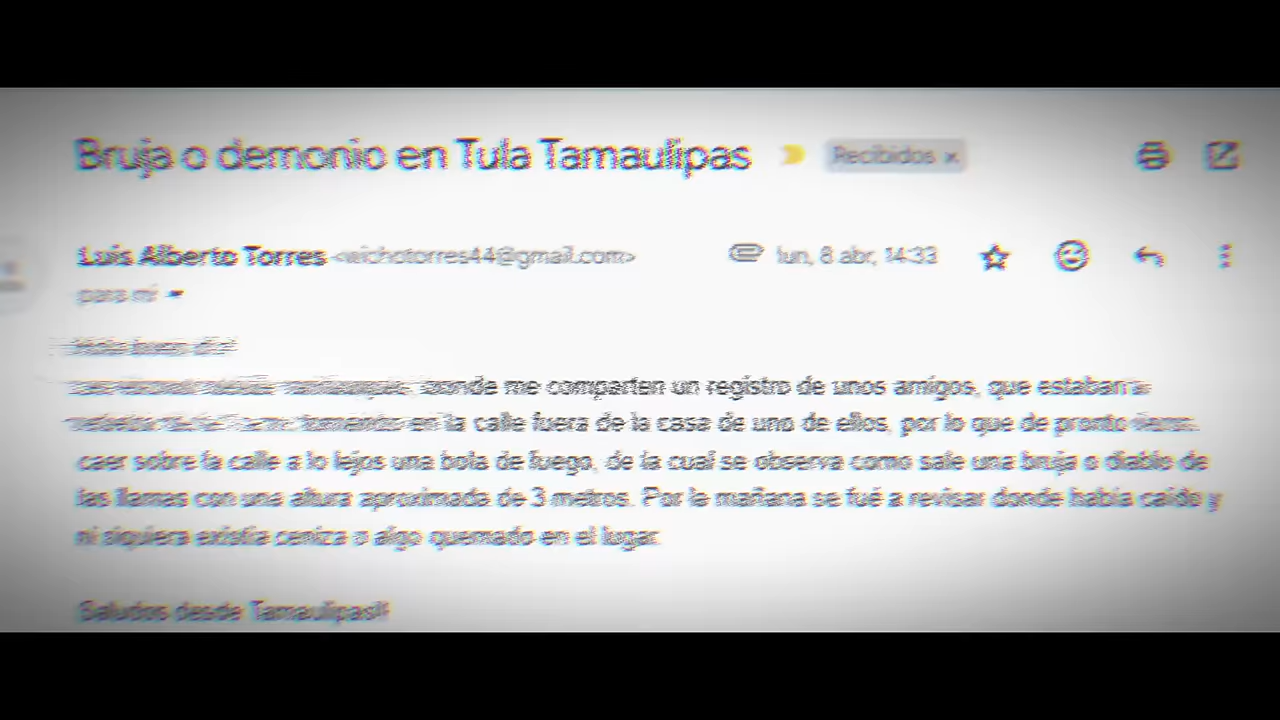 Bruja o demonio en Tula Tamaulipas Recibidos x
Luis Alberto Torres <wichotorres44@gmail.com> lun, 8 abr, 14:33
para mí
donde me comparten un registro de unos amigos, que estaban
tomando en la calle fuera de la casa de uno de ellos, por lo que de pronto
caer sobre la calle a lo lejos una bola de fuego, de la cual se observa como sale una bruja o diablo de
las llamas con una altura aproximada de 3 metros. Por la mañana se fué a revisar donde había caído y
ni siquiera existía ceniza o algo quemado en el lugar.
Saludos desde Tamaulipas!!